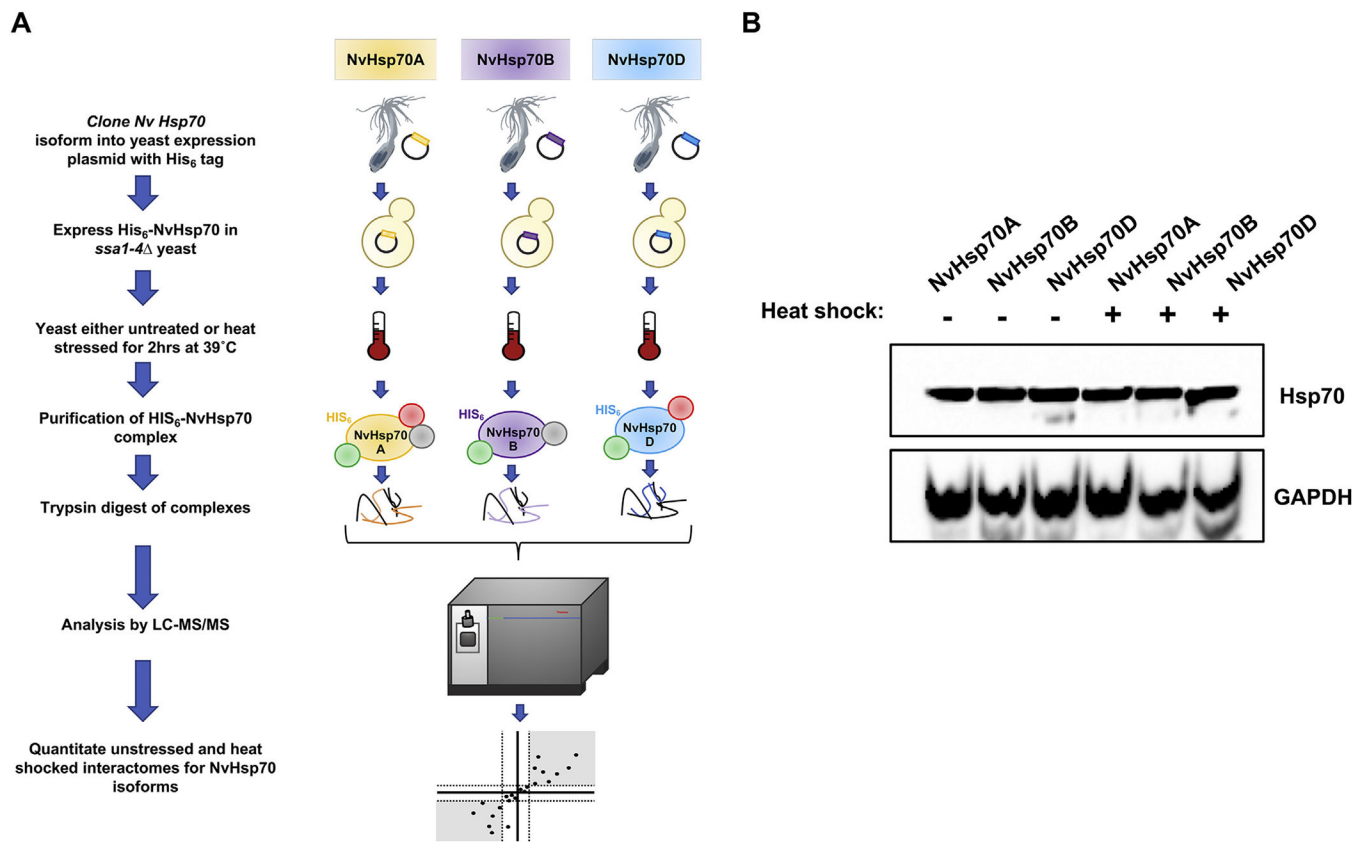 A
NvHsp70A
NvHsp70B
NvHsp70D
Clone Nv Hsp70
isoform into yeast expression
plasmid with His6 tag
Express His6-NvHsp70 in
ssa1-4Δ yeast
Yeast either untreated or heat
stressed for 2hrs at 39˚C
Purification of HIS6-NvHsp70
complex
HIS6
NvHsp70
A
HIS6
NvHsp70
B
HIS6
NvHsp70
D
Trypsin digest of complexes
Analysis by LC-MS/MS
Quantitate unstressed and heat
shocked interactomes for NvHsp70
isoforms
B
NvHsp70A
NvHsp70B
NvHsp70D
NvHsp70A
NvHsp70B
NvHsp70D
Heat shock: - - - + + +
Hsp70
GAPDH